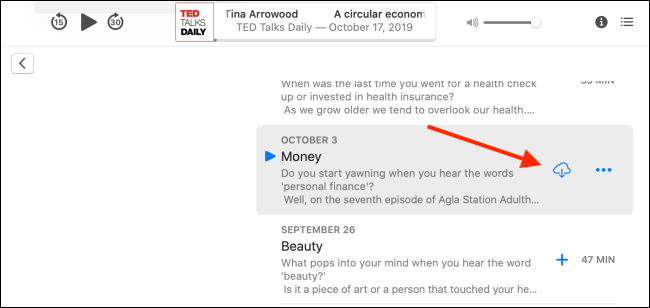 15
30
TED
TALKS
DAILY
Tina Arrowood A circular econom
TED Talks Daily — October 17, 2019
When was the last time you went for a health check
up or invested in health insurance?
As we grow older we tend to overlook our health....
OCTOBER 3
Money
Do you start yawning when you hear the words
'personal finance'?
Well, on the seventh episode of Agla Station Adulth...
SEPTEMBER 26
Beauty
What pops into your mind when you hear the word
'beauty?'
Is it a piece of art or a person that touched your he...
47 MIN